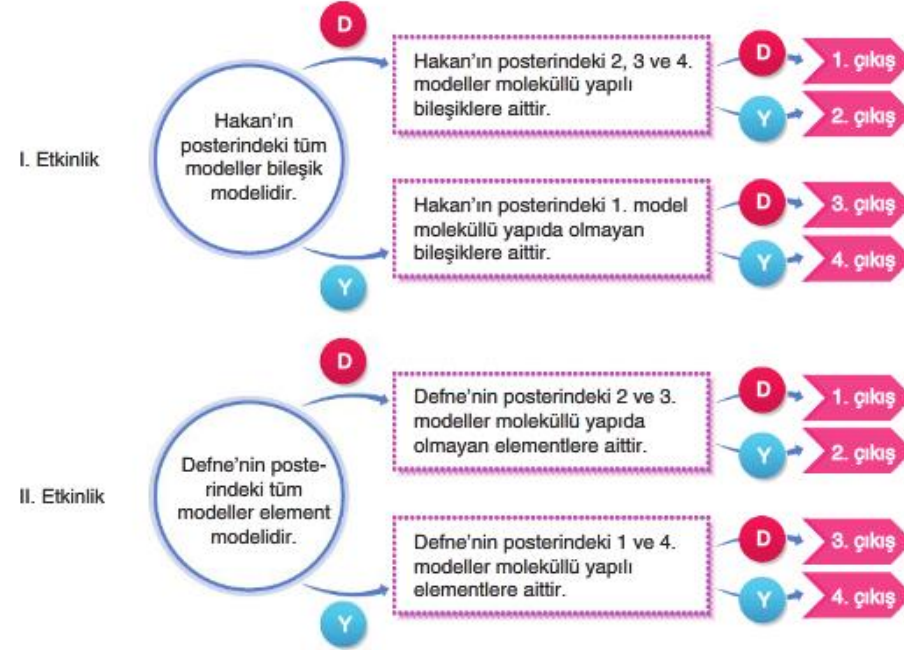 I. Etkinlik
Hakan’ın
posterindeki tüm
modeller bileşik
modelidir.
D
Hakan’ın posterindeki 2, 3 ve 4.
modeller moleküllü yapılı
bileşiklere aittir.
D
1. çıkış
Y
2. çıkış
Y
Hakan’ın posterindeki 1. model
moleküllü yapıda olmayan
bileşiklere aittir.
D
3. çıkış
Y
4. çıkış
II. Etkinlik
Defne’nin poste-
rindeki tüm
modeller element
modelidir.
D
Defne’nin posterindeki 2 ve 3.
modeller moleküllü yapıda
olmayan elementlere aittir.
D
1. çıkış
Y
2. çıkış
Y
Defne’nin posterindeki 1 ve 4.
modeller moleküllü yapılı
elementlere aittir.
D
3. çıkış
Y
4. çıkış